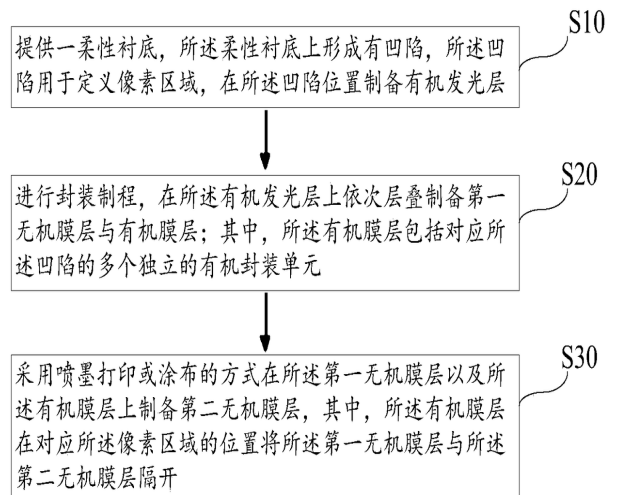 S10
提供一柔性衬底，所述柔性衬底上形成有凹陷，所述凹
陷用于定义像素区域，在所述凹陷位置制备有机发光层
S20
进行封装制程，在所述有机发光层上依次层叠制备第一
无机膜层与有机膜层；其中，所述有机膜层包括对应所
述凹陷的多个独立的有机封装单元
S30
采用喷墨打印或涂布的方式在所述第一无机膜层以及所
述有机膜层上制备第二无机膜层，其中，所述有机膜层
在对应所述像素区域的位置将所述第一无机膜层与所述
第二无机膜层隔开